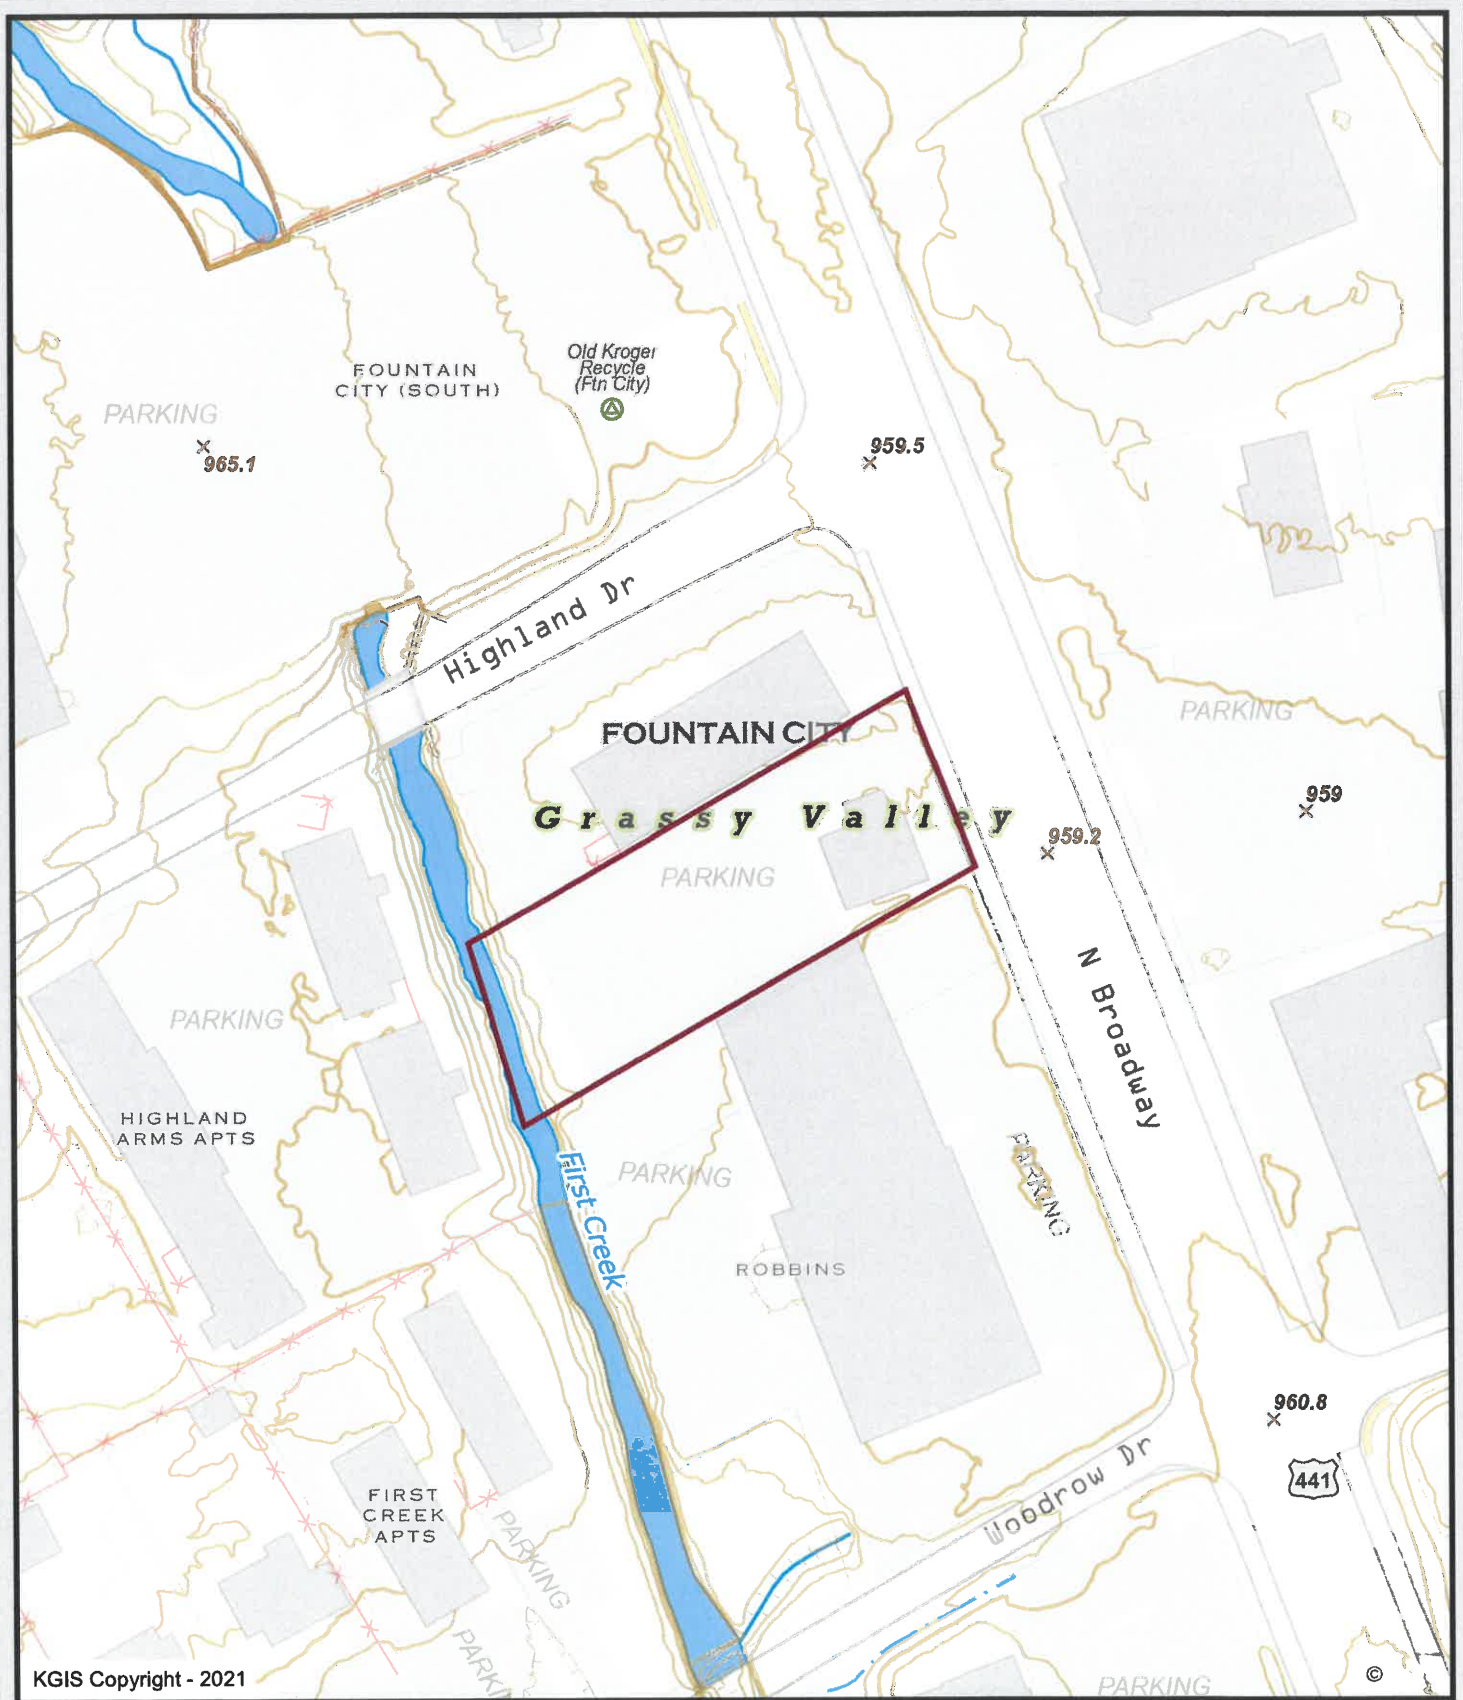 Old Kroger
Recycle
(Ftn City)
FOUNTAIN
CITY (SOUTH)
PARKING
965.1
959.5
Highland Dr
FOUNTAIN CITY
PARKING
Grassy Valley
959
959.2
PARKING
N Broadway
PARKING
HIGHLAND
ARMS APTS
First Creek
PARKING
PARKING
ROBBINS
960.8
441
Woodrow Dr
FIRST
CREEK
APTS
PARKING
PARKIN
KGIS Copyright - 2021
©
PARKING